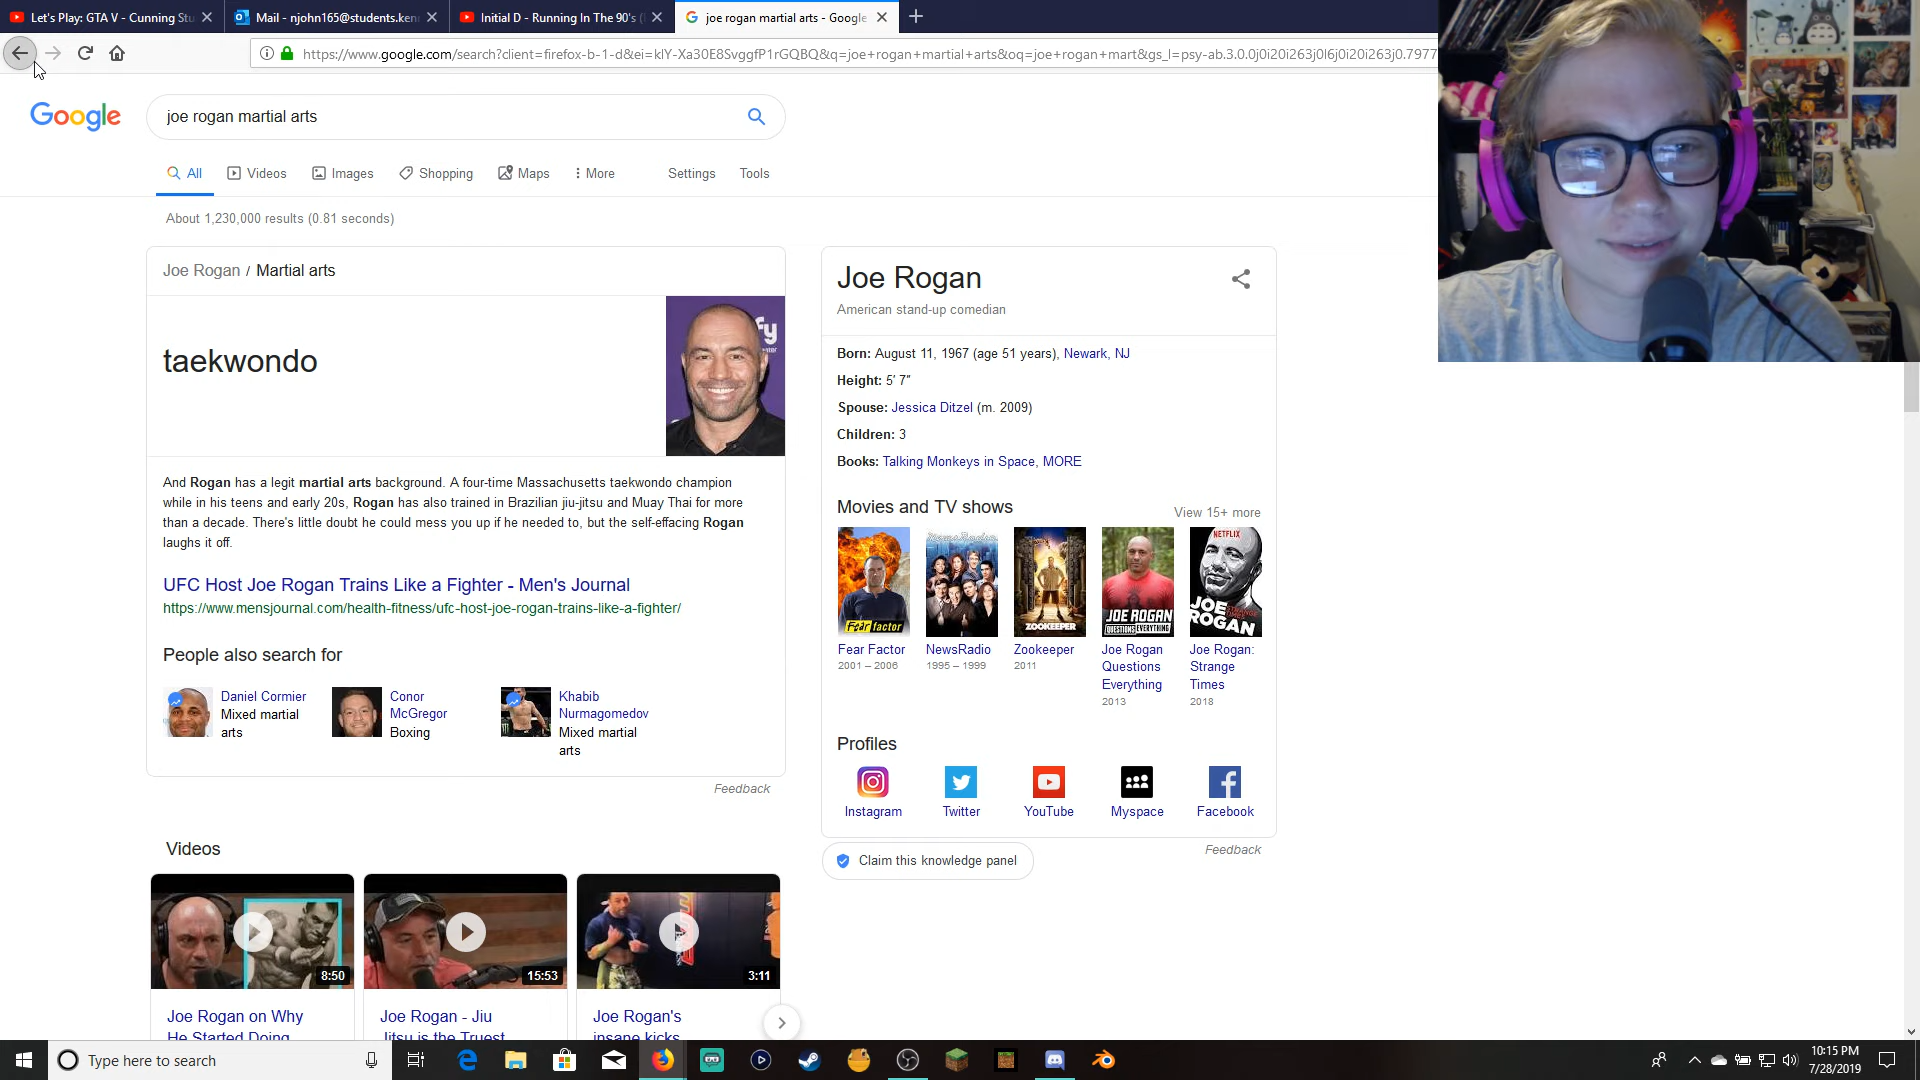 Let's Play: GTA V - Cunning Stu
Mail - njohn165@students.ken
Initial D - Running In The 90's (
joe rogan martial arts - Google
https://www.google.com/search?client=firefox-b-1-d&ei=klY-Xa30E8SvggfP1rGQBQ&q=joe+rogan+martial+arts&oq=joe+rogan+mart&gs_l=psy-ab.3.0.0j0i20i263j0l6j0i20i263j0.7977
Google
joe rogan martial arts
All Videos Images Shopping Maps More Settings Tools
About 1,230,000 results (0.81 seconds)
Joe Rogan / Martial arts
taekwondo
And Rogan has a legit martial arts background. A four-time Massachusetts taekwondo champion
while in his teens and early 20s, Rogan has also trained in Brazilian jiu-jitsu and Muay Thai for more
than a decade. There's little doubt he could mess you up if he needed to, but the self-effacing Rogan
laughs it off.
UFC Host Joe Rogan Trains Like a Fighter - Men's Journal
https://www.mensjournal.com/health-fitness/ufc-host-joe-rogan-trains-like-a-fighter/
People also search for
Daniel Cormier
Mixed martial
arts
Conor
McGregor
Boxing
Khabib
Nurmagomedov
Mixed martial
arts
Feedback
Videos
8:50
15:53
3:11
Joe Rogan on Why
He Started Doing
Joe Rogan - Jiu
Jitsu is the Truest
Joe Rogan's
insane kicks
Joe Rogan
American stand-up comedian
Born: August 11, 1967 (age 51 years), Newark, NJ
Height: 5′ 7″
Spouse: Jessica Ditzel (m. 2009)
Children: 3
Books: Talking Monkeys in Space, MORE
Movies and TV shows
View 15+ more
Fear factor
NewsRadio
ZOOKEEPER
JOE ROGAN
QUESTIONS EVERYTHING
NETFLIX
JOE
ROGAN
Fear Factor
2001 – 2006
NewsRadio
1995 – 1999
Zookeeper
2011
Joe Rogan
Questions
Everything
2013
Joe Rogan:
Strange
Times
2018
Profiles
Instagram Twitter YouTube Myspace Facebook
Feedback
Claim this knowledge panel
Type here to search
10:15 PM
7/28/2019